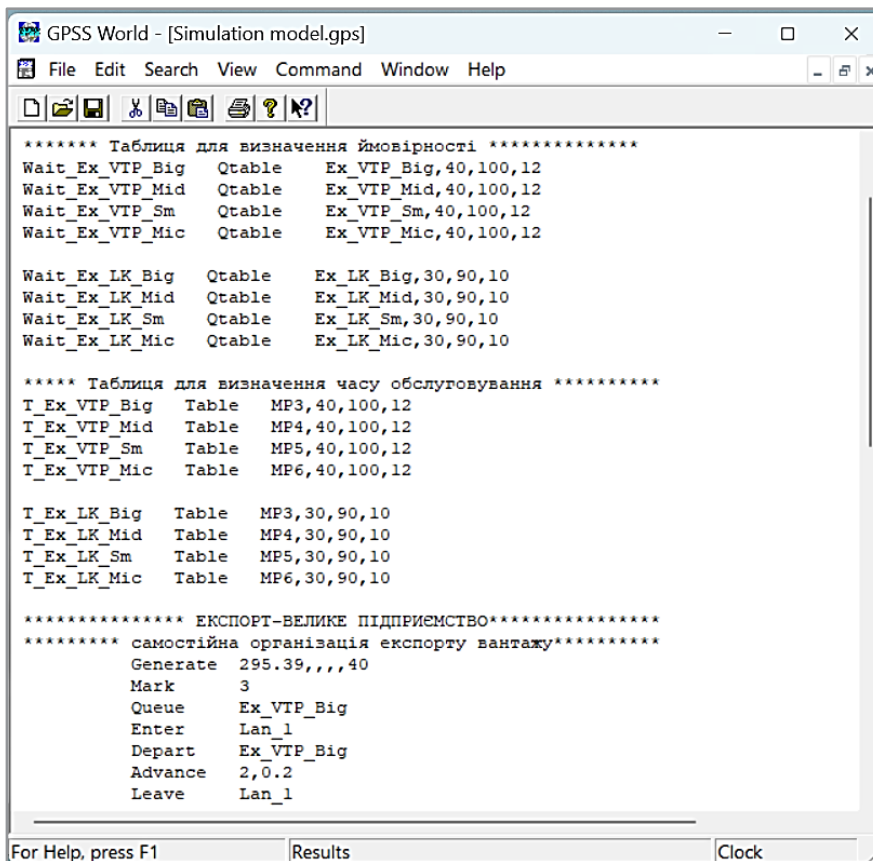 GPSS World - [Simulation model.gps]
File Edit Search View Command Window Help
******* Таблиця для визначення ймовірності **************
Wait_Ex_VTP_Big Qtable Ex_VTP_Big,40,100,12
Wait_Ex_VTP_Mid Qtable Ex_VTP_Mid,40,100,12
Wait_Ex_VTP_Sm Qtable Ex_VTP_Sm,40,100,12
Wait_Ex_VTP_Mic Qtable Ex_VTP_Mic,40,100,12
Wait_Ex_LK_Big Qtable Ex_LK_Big,30,90,10
Wait_Ex_LK_Mid Qtable Ex_LK_Mid,30,90,10
Wait_Ex_LK_Sm Qtable Ex_LK_Sm,30,90,10
Wait_Ex_LK_Mic Qtable Ex_LK_Mic,30,90,10
***** Таблиця для визначення часу обслуговування **********
T_Ex_VTP_Big Table MP3,40,100,12
T_Ex_VTP_Mid Table MP4,40,100,12
T_Ex_VTP_Sm Table MP5,40,100,12
T_Ex_VTP_Mic Table MP6,40,100,12
T_Ex_LK_Big Table MP3,30,90,10
T_Ex_LK_Mid Table MP4,30,90,10
T_Ex_LK_Sm Table MP5,30,90,10
T_Ex_LK_Mic Table MP6,30,90,10
*************** ЕКСПОРТ-ВЕЛИКЕ ПІДПРИЄМСТВО****************
********* самостійна організація експорту вантажу**********
Generate 295.39,,,,40
Mark 3
Queue Ex_VTP_Big
Enter Lan_1
Depart Ex_VTP_Big
Advance 2,0.2
Leave Lan_1
For Help, press F1 Results Clock